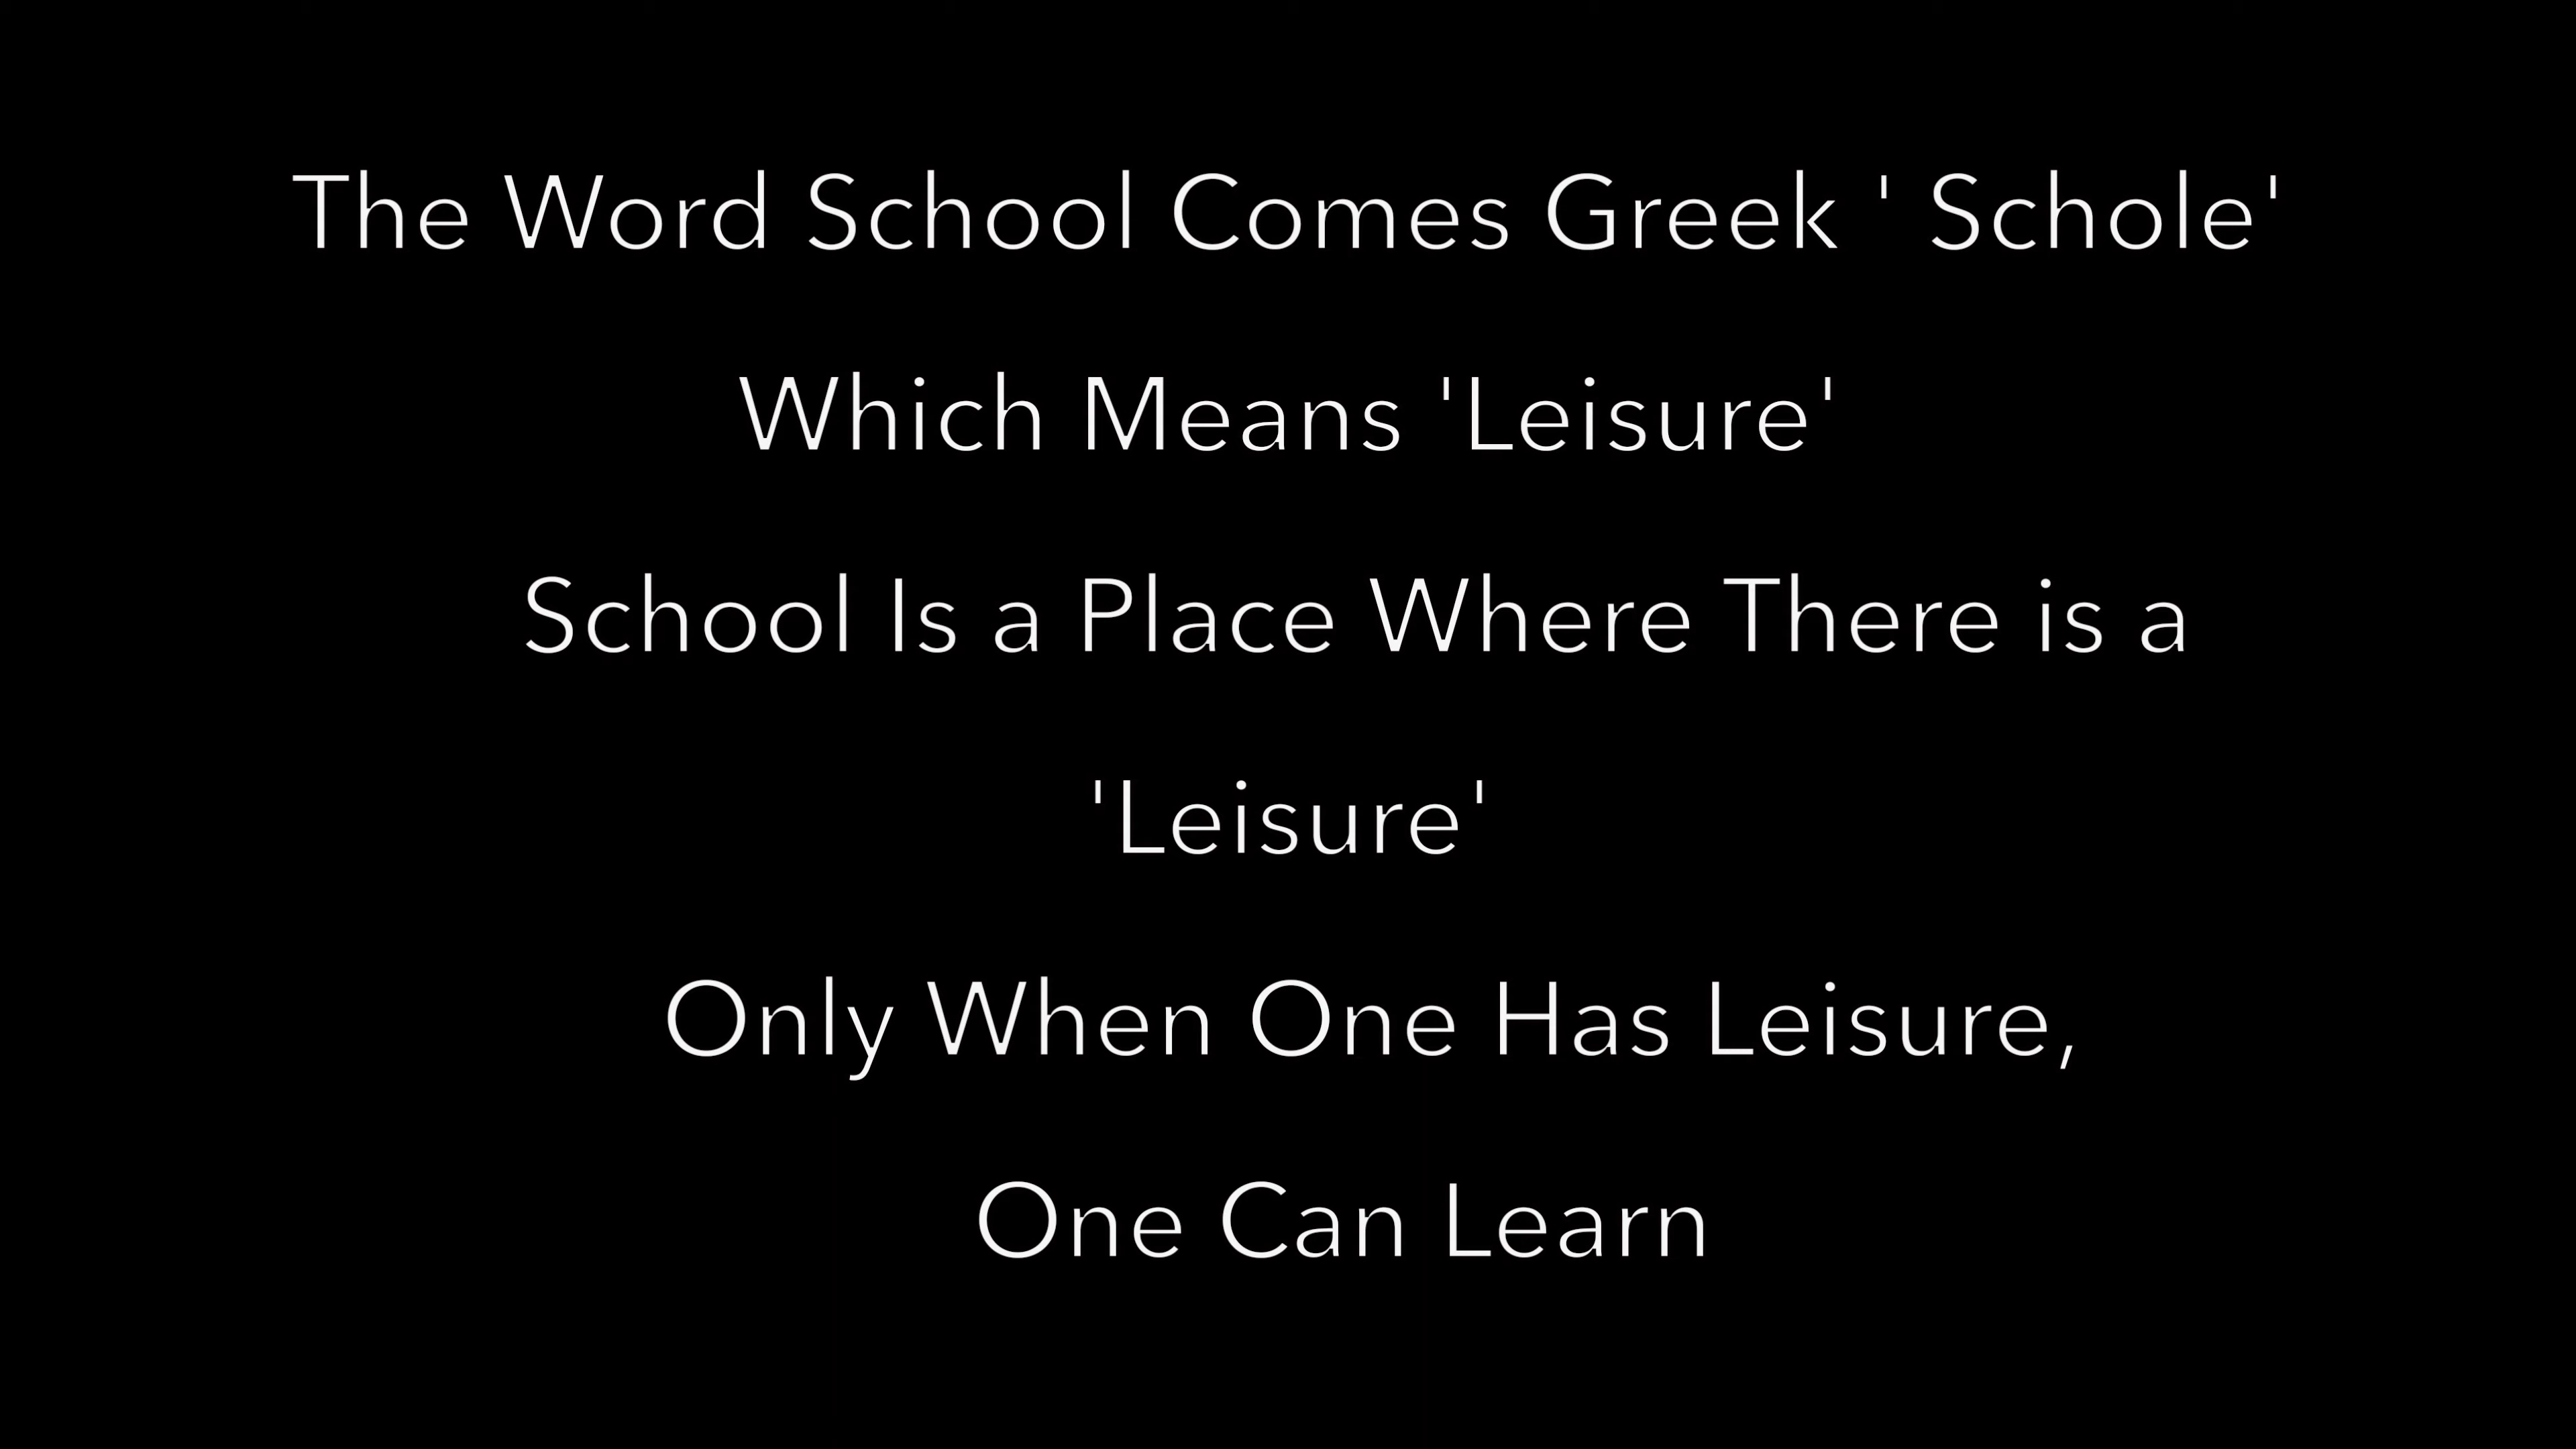 The Word School Comes Greek ' Schole'
Which Means 'Leisure'
School Is a Place Where There is a
'Leisure'
Only When One Has Leisure,
One Can Learn